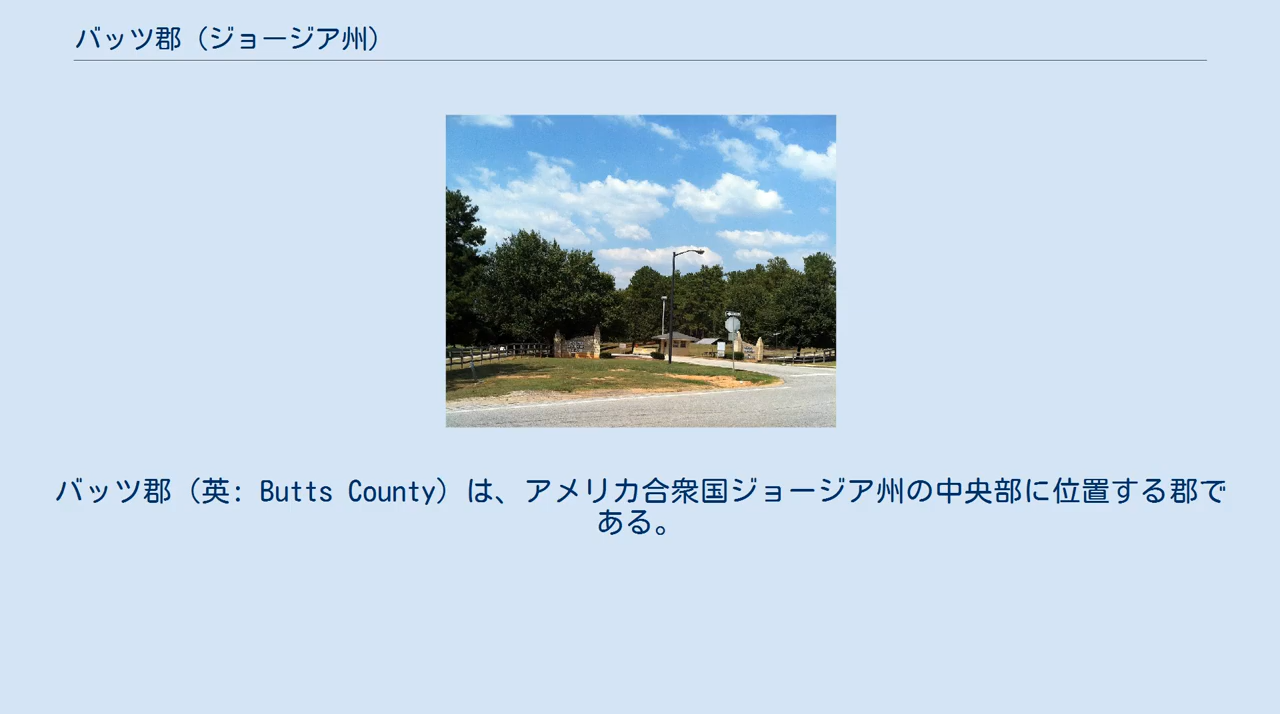 バッツ郡（ジョージア州）
バッツ郡（英: Butts County）は、アメリカ合衆国ジョージア州の中央部に位置する郡で
ある。